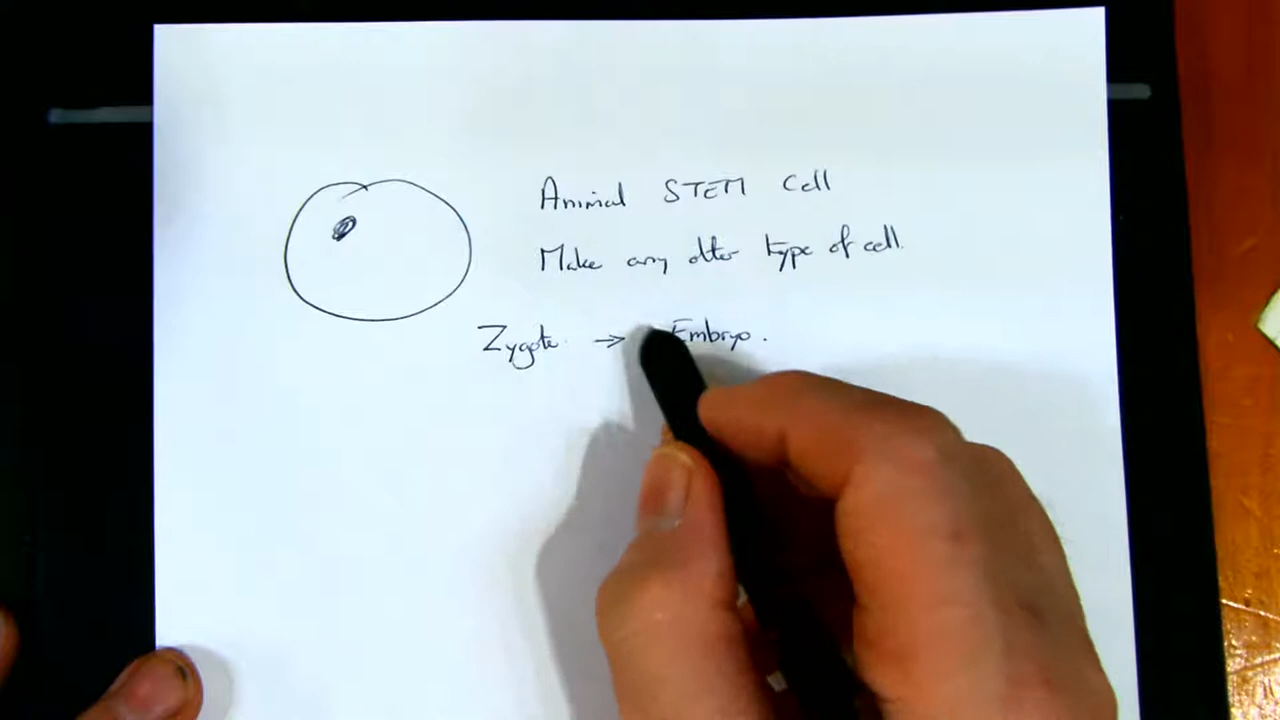 Animal STEM Cell
Make any other type of cell.
Zygote → Embryo.